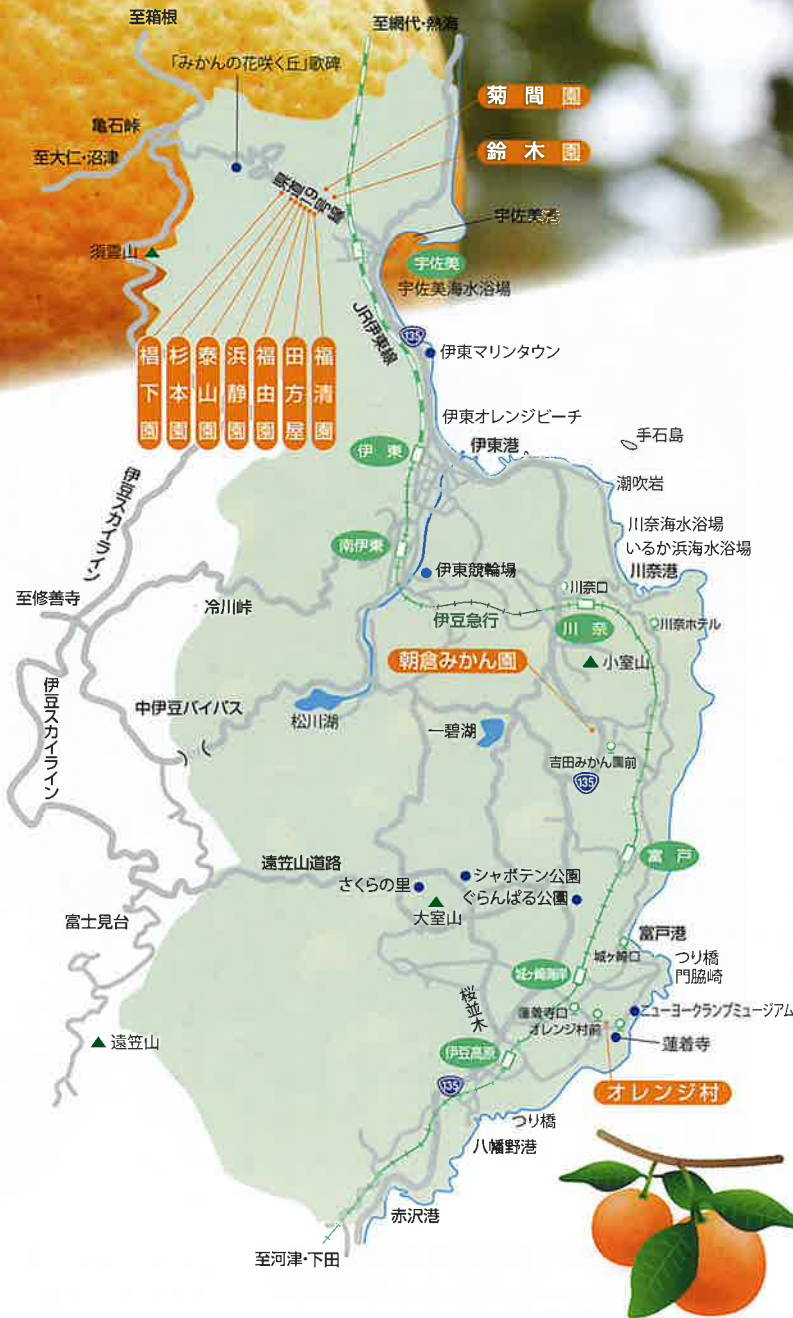 至箱根
至網代・熱海
「みかんの花咲く丘」歌碑
菊間園
亀石峠
鈴木園
至大仁・沼津
県道19号線
宇佐美港
須雲山
宇佐美
宇佐美海水浴場
JR伊東線
135
伊東マリンタウン
楊下園
杉本園
泰山園
浜静園
福由園
田方屋
福清園
伊東オレンジビーチ
伊東港
手石島
伊東
潮吹岩
伊豆スカイライン
川奈海水浴場
いるか浜海水浴場
南伊東
川奈港
伊東競輪場
川奈口
至修善寺
冷川峠
伊豆急行
川奈
川奈ホテル
朝倉みかん園
小室山
伊豆スカイライン
中伊豆バイパス
松川湖
一碧湖
吉田みかん園前
135
富戸
遠笠山道路
さくらの里
シャボテン公園
ぐらんぱる公園
大室山
富士見台
富戸港
城ヶ崎口
つり橋
門脇崎
城ヶ崎海岸
桜並木
蓮着寺口
オレンジ村前
ニューヨークランプミュージアム
遠笠山
蓮着寺
伊豆高原
135
オレンジ村
つり橋
八幡野港
赤沢港
至河津・下田